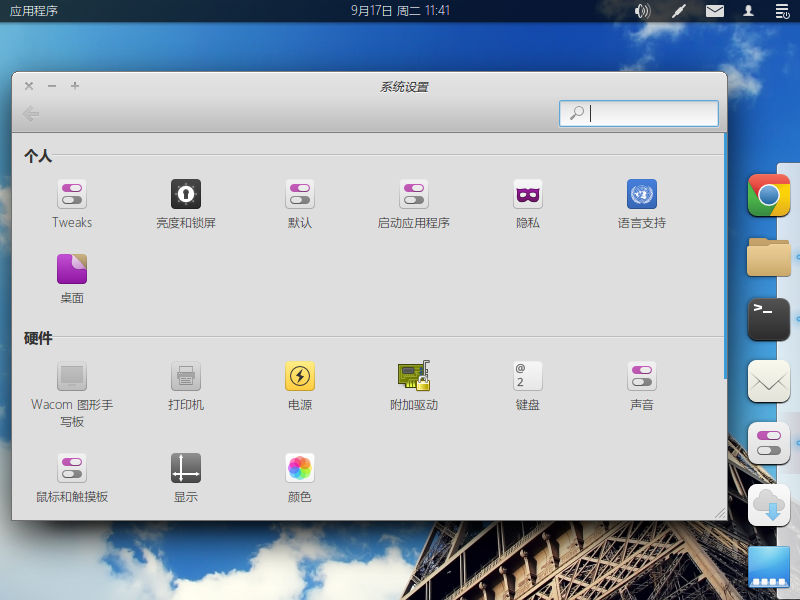 应用程序
9月17日 周二 11:41
系统设置
个人
Tweaks
亮度和锁屏
默认
启动应用程序
隐私
语言支持
桌面
硬件
Wacom 图形手
写板
打印机
电源
附加驱动
@
2
键盘
声音
鼠标和触摸板
显示
颜色
>_